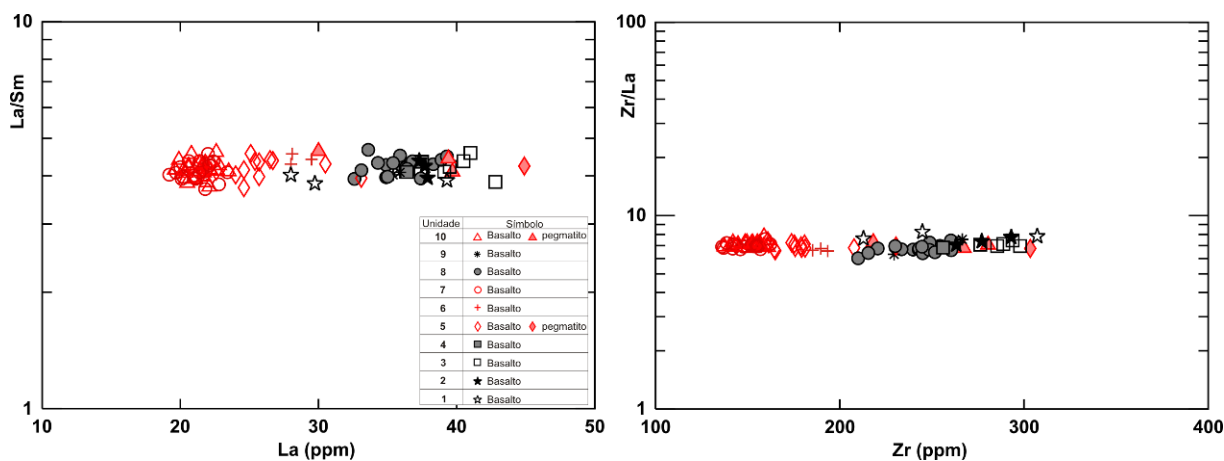 10
La/Sm
1
10
20
30
40
50
La (ppm)
Unidade Símbolo
10 Basalto pegmatito
9 Basalto
8 Basalto
7 Basalto
6 Basalto
5 Basalto pegmatito
4 Basalto
3 Basalto
2 Basalto
1 Basalto
100
Zr/La
10
1
100
200
300
400
Zr (ppm)